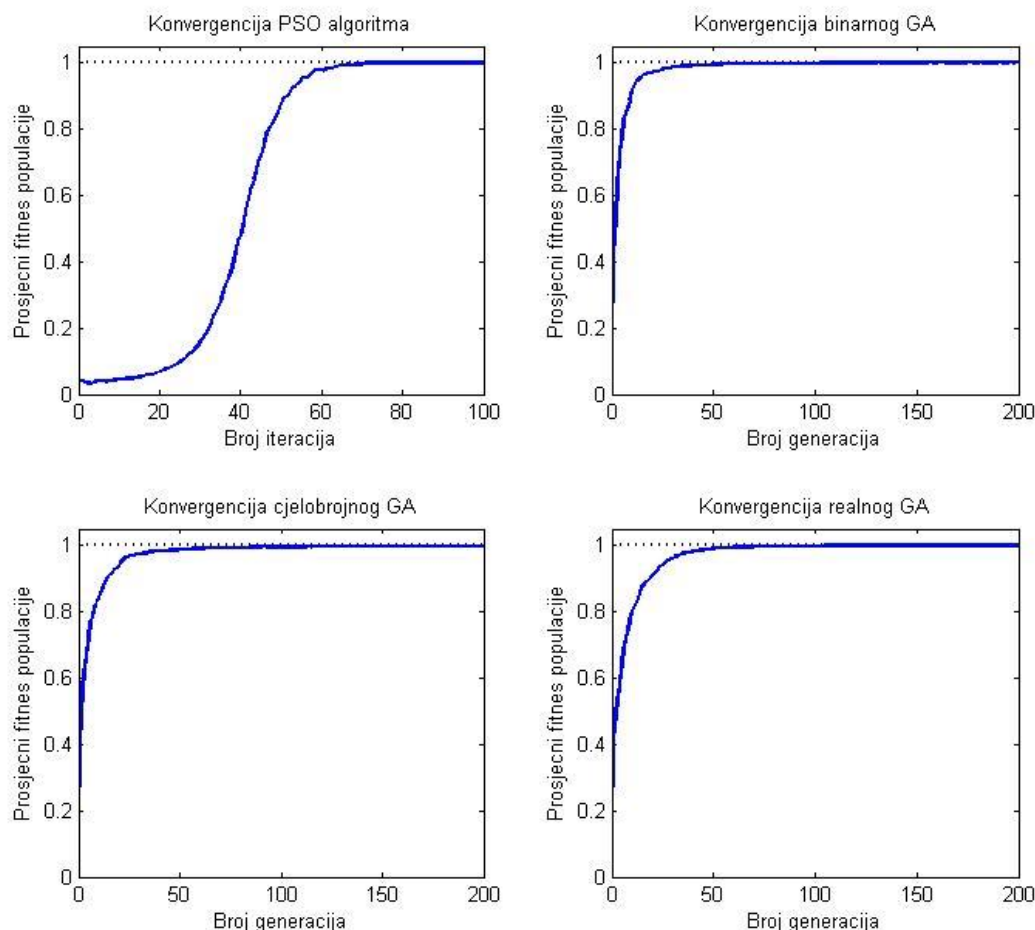 Konvergencija PSO algoritma
Prosjecni fitnes populacije
1
0.8
0.6
0.4
0.2
0
0 20 40 60 80 100
Broj iteracija
Konvergencija binarnog GA
Prosjecni fitnes populacije
1
0.8
0.6
0.4
0.2
0
0 50 100 150 200
Broj generacija
Konvergencija cjelobrojnog GA
Prosjecni fitnes populacije
1
0.8
0.6
0.4
0.2
0
0 50 100 150 200
Broj generacija
Konvergencija realnog GA
Prosjecni fitnes populacije
1
0.8
0.6
0.4
0.2
0
0 50 100 150 200
Broj generacija